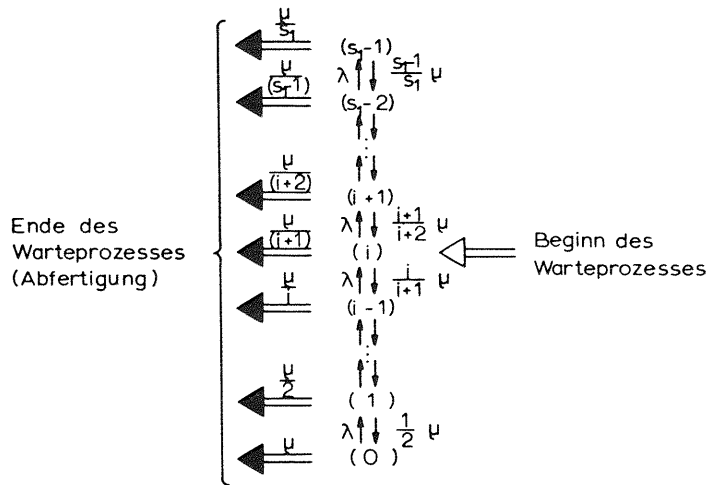 μ/s₁ (s₁-1)
λ s₁-1/s₁ μ
μ/(s₁-1) (s₁-2)
⋮
μ/(i+2) (i+1)
λ i+1/i+2 μ
μ/(i+1) (i)
λ i/i+1 μ
μ/i (i-1)
⋮
μ/2 (1)
λ 1/2 μ
μ (0)
Ende des
Warteprozesses
(Abfertigung)
Beginn des
Warteprozesses